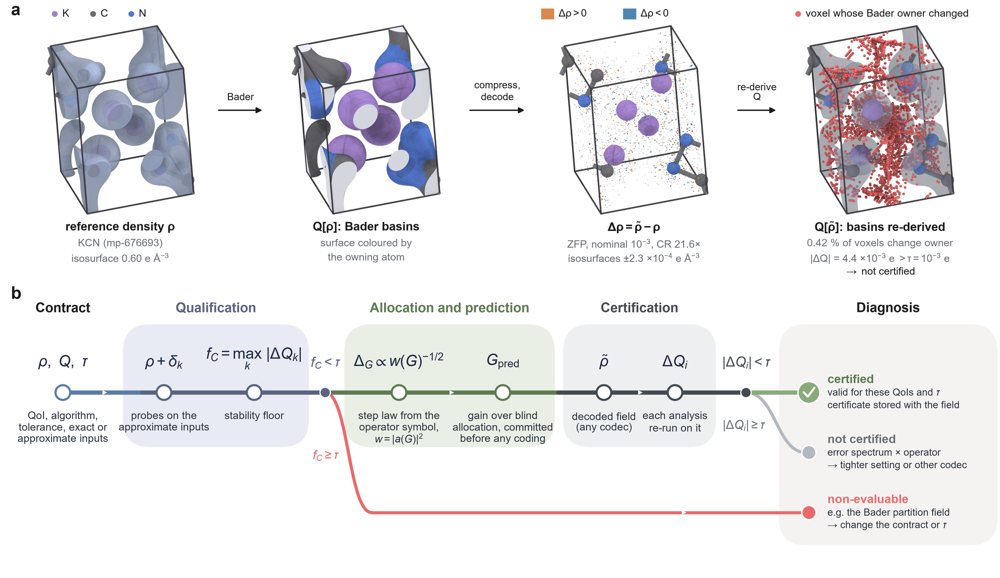 a
K C N
Δρ > 0 Δρ < 0
voxel whose Bader owner changed
Bader
compress,
decode
re-derive
Q
reference density ρ
KCN (mp-676693)
isosurface 0.60 e Å⁻³
Q[ρ]: Bader basins
surface coloured by
the owning atom
Δρ = ρ̃ − ρ
ZFP, nominal 10⁻³, CR 21.6×
isosurfaces ±2.3 ×10⁻⁴ e Å⁻³
Q[ρ̃]: basins re-derived
0.42 % of voxels change owner
|ΔQ| = 4.4 ×10⁻³ e > τ = 10⁻³ e
→ not certified
b
Contract
ρ, Q, τ
QoI, algorithm,
tolerance, exact or
approximate inputs
Qualification
ρ + δₖ
probes on the
approximate inputs
f_C = max_k |ΔQₖ|
stability floor
f_C < τ
f_C ≥ τ
Allocation and prediction
Δ_G ∝ w(G)⁻¹ᐟ²
step law from the
operator symbol,
w = |a(G)|²
G_pred
gain over blind
allocation, committed
before any coding
Certification
ρ̃
decoded field
(any codec)
ΔQᵢ
each analysis
re-run on it
|ΔQᵢ| < τ
|ΔQᵢ| ≥ τ
Diagnosis
certified
valid for these QoIs and τ
certificate stored with the field
not certified
error spectrum × operator
→ tighter setting or other codec
non-evaluable
e.g. the Bader partition field
→ change the contract or τ